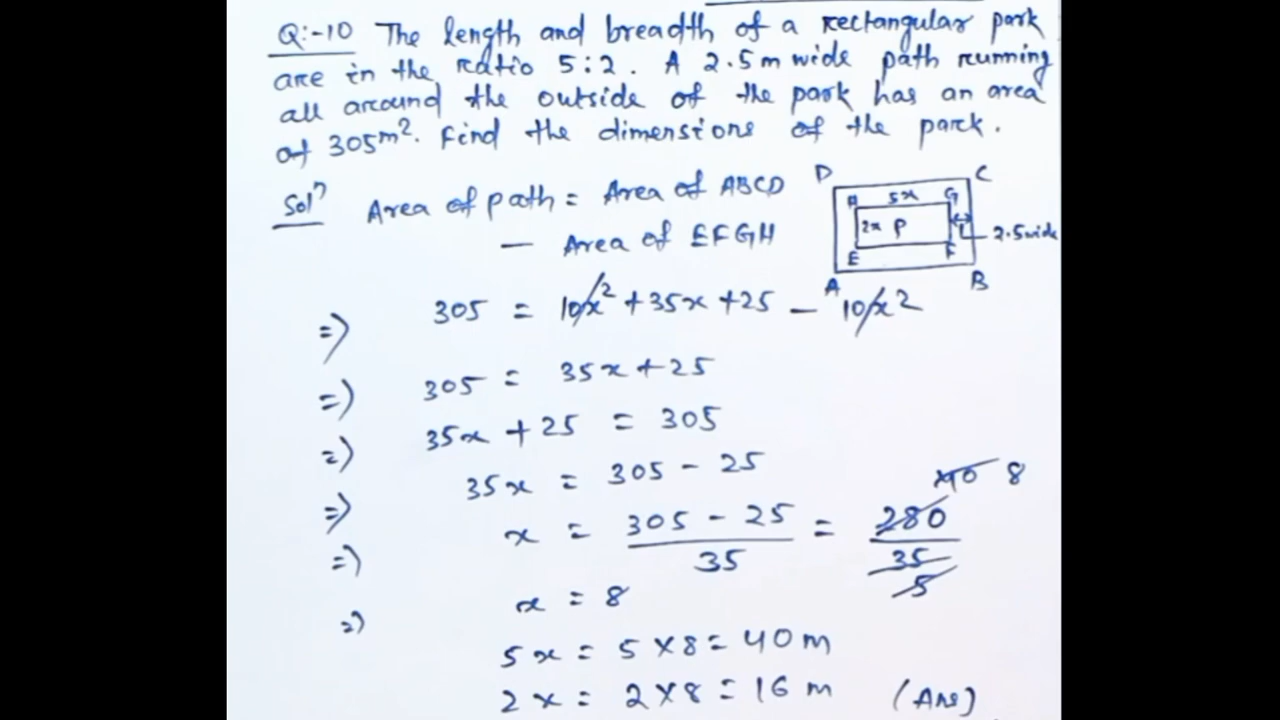 Q:-10 The length and breadth of a rectangular park
are in the ratio 5:2. A 2.5m wide path running
all around the outside of the park has an area
of 305m². Find the dimensions of the park.
Solⁿ Area of path = Area of ABCD
— Area of EFGH
D C
H 5x G
2x P
2.5wide
E F
A B
=) 305 = 10x² + 35x + 25 — 10x²
=) 305 = 35x + 25
=) 35x + 25 = 305
=) 35x = 305 - 25
=) x = 305 - 25 / 35 = 280 / 35 40 8 5
=) x = 8
5x = 5 × 8 = 40 m
2x = 2 × 8 = 16 m (Ans)